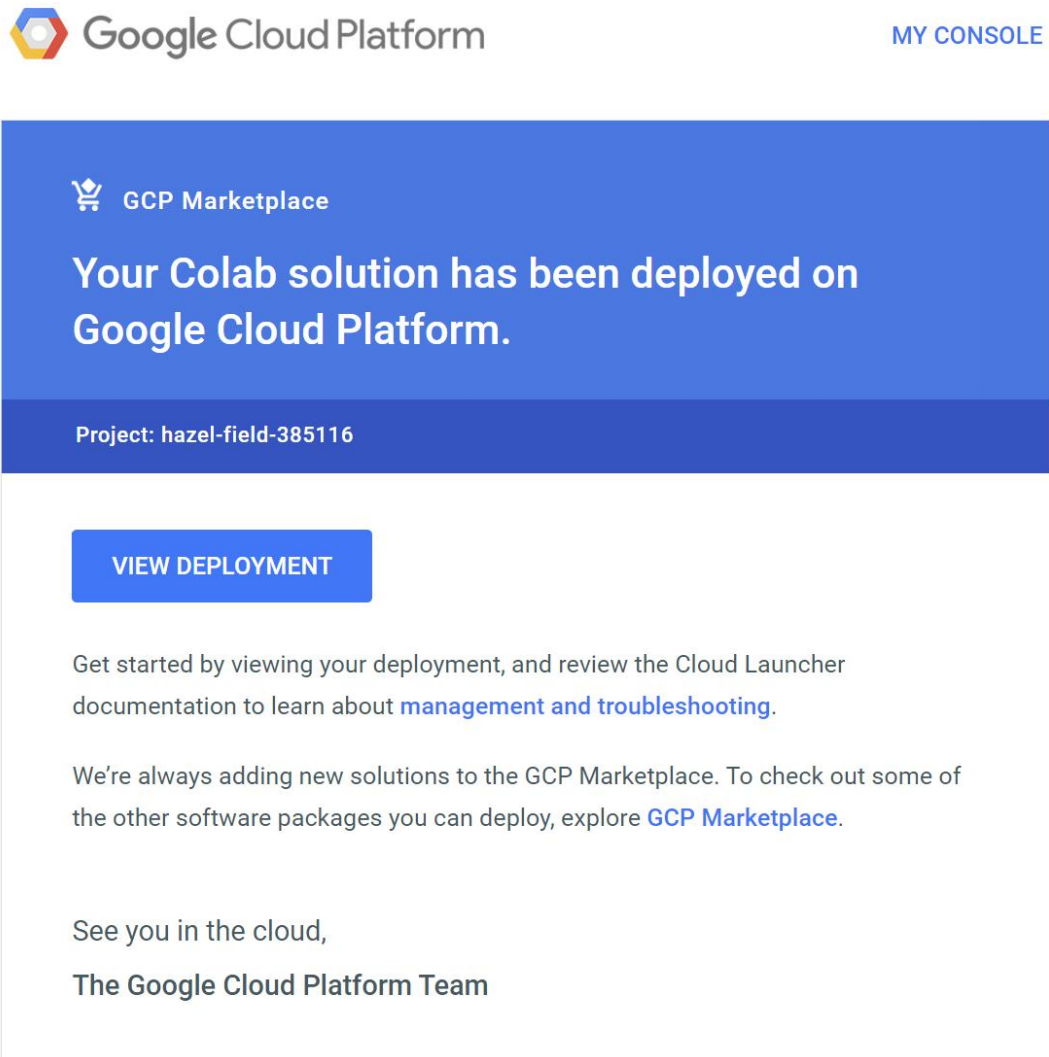 Google Cloud Platform
MY CONSOLE
GCP Marketplace
Your Colab solution has been deployed on
Google Cloud Platform.
Project: hazel-field-385116
VIEW DEPLOYMENT
Get started by viewing your deployment, and review the Cloud Launcher
documentation to learn about management and troubleshooting.
We’re always adding new solutions to the GCP Marketplace. To check out some of
the other software packages you can deploy, explore GCP Marketplace.
See you in the cloud,
The Google Cloud Platform Team